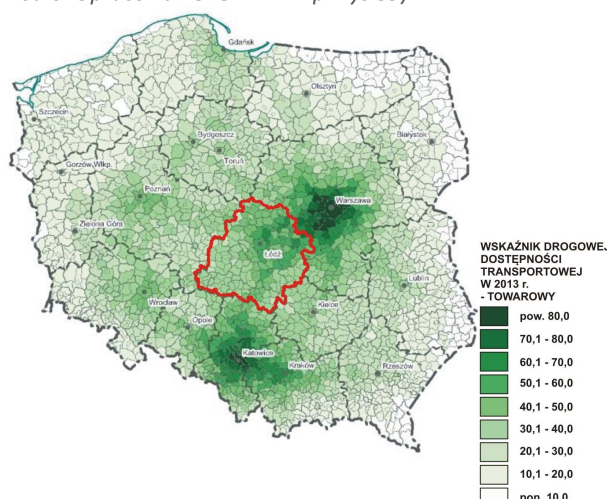 Gdańsk
Olsztyn
Szczecin
Białystok
Bydgoszcz
Toruń
Gorzów Wlkp.
Poznań
Warszawa
Zielona Góra
Łódź
Lublin
Wrocław
Kielce
Opole
Katowice
Kraków
Rzeszów
WSKAŹNIK DROGOWEJ
DOSTĘPNOŚCI
TRANSPORTOWEJ
W 2013 r.
- TOWAROWY
pow. 80,0
70,1 - 80,0
60,1 - 70,0
50,1 - 60,0
40,1 - 50,0
30,1 - 40,0
20,1 - 30,0
10,1 - 20,0
pon. 10,0